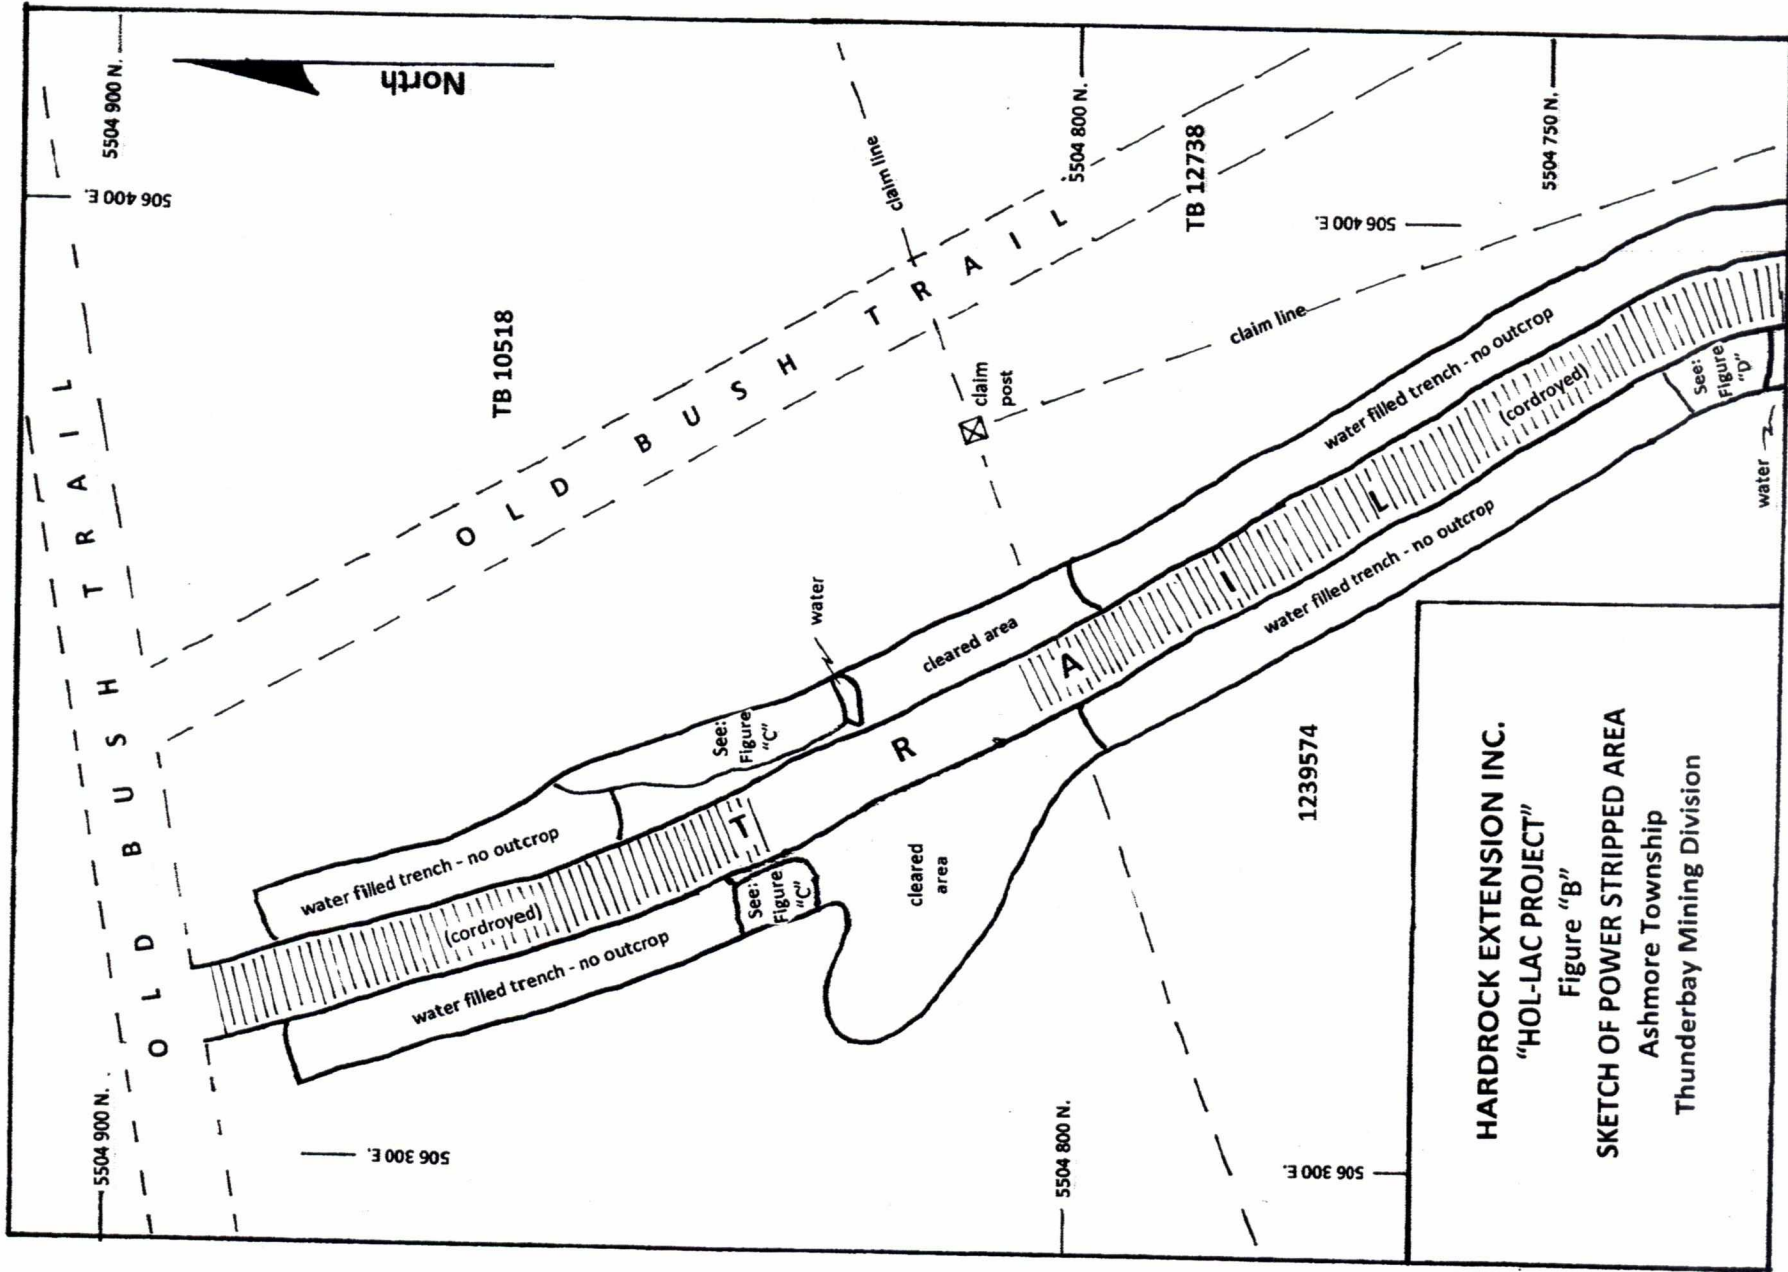 5504 900 N.
506 400 E.
North
OLD BUSH TRAIL
TB 10518
claim line
5504 800 N.
TB 12738
5504 750 N.
506 400 E.
OLD BUSH TRAIL
claim
post
claim line
water filled trench - no outcrop
(cordroyed)
See:
Figure
"D"
water
water filled trench - no outcrop
water
cleared area
See:
Figure
"C"
TRAIL
water filled trench - no outcrop
(cordroyed)
water filled trench - no outcrop
See:
Figure
"C"
cleared
area
1239574
5504 900 N.
506 300 E.
5504 800 N.
506 300 E.
HARDROCK EXTENSION INC.
"HOL-LAC PROJECT"
Figure "B"
SKETCH OF POWER STRIPPED AREA
Ashmore Township
Thunderbay Mining Division